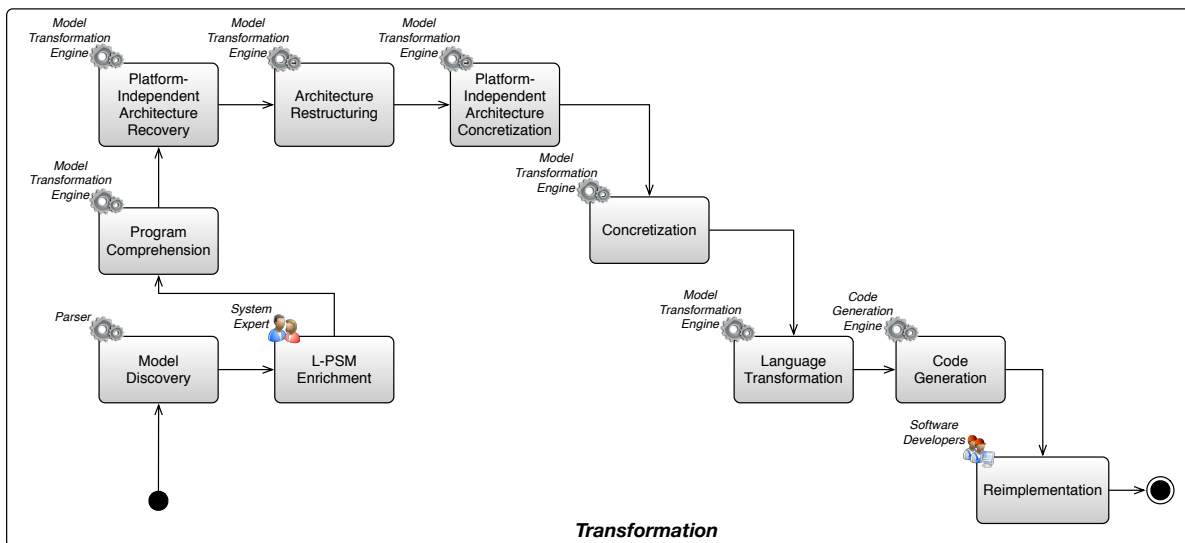 Model
Transformation
Engine
Platform-
Independent
Architecture
Recovery
Model
Transformation
Engine
Architecture
Restructuring
Model
Transformation
Engine
Platform-
Independent
Architecture
Concretization
Model
Transformation
Engine
Program
Comprehension
Model
Transformation
Engine
Concretization
Parser
Model
Discovery
System
Expert
L-PSM
Enrichment
Model
Transformation
Engine
Language
Transformation
Code
Generation
Engine
Code
Generation
Software
Developers
Reimplementation
Transformation